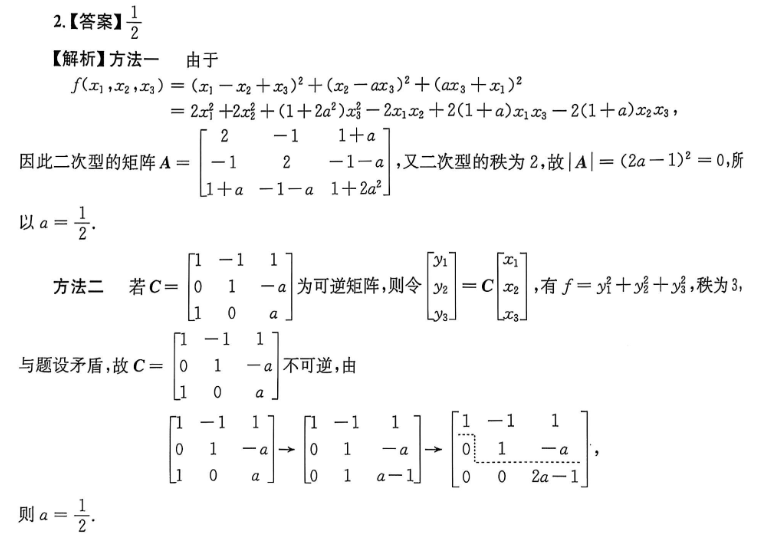 2.【答案】$\frac{1}{2}$
【解析】方法一 由于
$f(x_1,x_2,x_3)=(x_1-x_2+x_3)^2+(x_2-ax_3)^2+(ax_3+x_1)^2$
$=2x_1^2+2x_2^2+(1+2a^2)x_3^2-2x_1x_2+2(1+a)x_1x_3-2(1+a)x_2x_3,$
因此二次型的矩阵 $\boldsymbol{A}=\begin{bmatrix}2&-1&1+a\\-1&2&-1-a\\1+a&-1-a&1+2a^2\end{bmatrix}$,又二次型的秩为 2,故$|\boldsymbol{A}|=(2a-1)^2=0$,所
以 $a=\frac{1}{2}$.
方法二 若 $\boldsymbol{C}=\begin{bmatrix}1&-1&1\\0&1&-a\\1&0&a\end{bmatrix}$为可逆矩阵,则令$\begin{bmatrix}y_1\\y_2\\y_3\end{bmatrix}=\boldsymbol{C}\begin{bmatrix}x_1\\x_2\\x_3\end{bmatrix}$,有 $f=y_1^2+y_2^2+y_3^2$,秩为 3,
与题设矛盾,故 $\boldsymbol{C}=\begin{bmatrix}1&-1&1\\0&1&-a\\1&0&a\end{bmatrix}$不可逆,由
$\begin{bmatrix}1&-1&1\\0&1&-a\\1&0&a\end{bmatrix}\to\begin{bmatrix}1&-1&1\\0&1&-a\\0&1&a-1\end{bmatrix}\to\begin{bmatrix}1&-1&1\\0&1&-a\\0&0&2a-1\end{bmatrix},$
则 $a=\frac{1}{2}$.